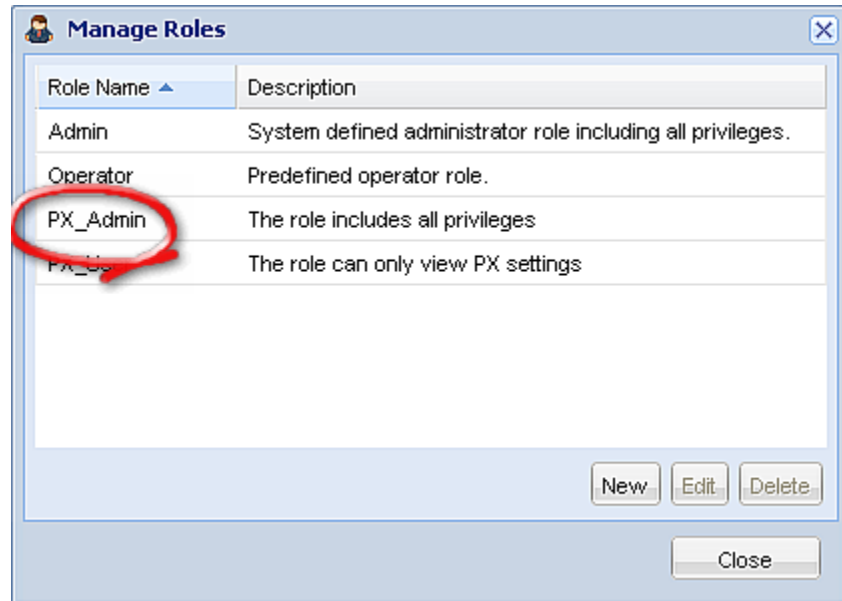 Manage Roles
Role Name Description
Admin System defined administrator role including all privileges.
Operator Predefined operator role.
PX_Admin The role includes all privileges
PX_User The role can only view PX settings
New Edit Delete
Close